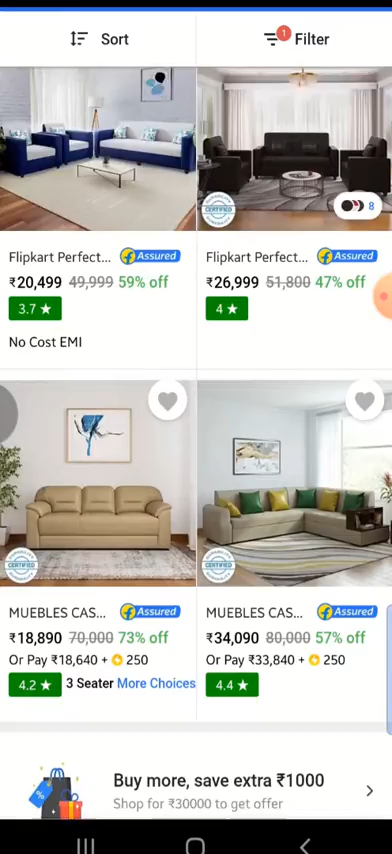 Sort
1
Filter
CERTIFIED
8
Flipkart Perfect...
Assured
₹20,499 49,999 59% off
3.7 ★
No Cost EMI
Flipkart Perfect...
Assured
₹26,999 51,800 47% off
4 ★
CERTIFIED
MUEBLES CAS...
Assured
₹18,890 70,000 73% off
Or Pay ₹18,640 + 250
4.2 ★ 3 Seater More Choices
CERTIFIED
MUEBLES CAS...
Assured
₹34,090 80,000 57% off
Or Pay ₹33,840 + 250
4.4 ★
Buy more, save extra ₹1000
Shop for ₹30000 to get offer